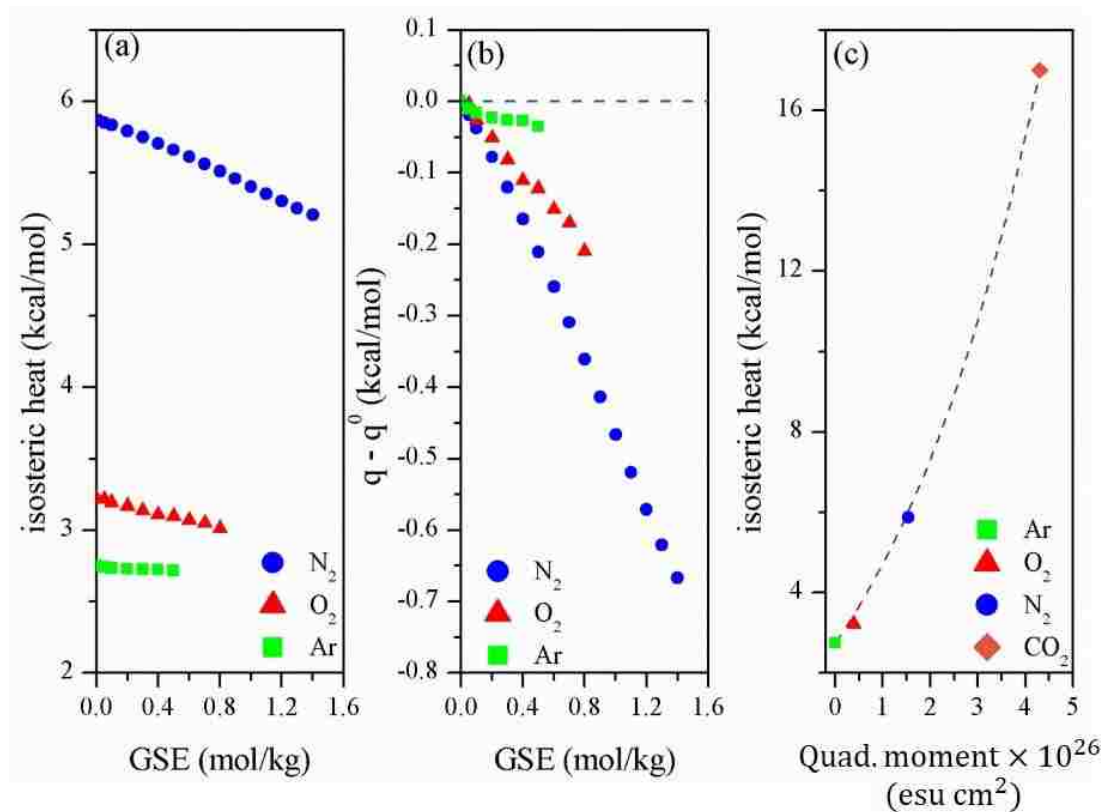 (a)
isosteric heat (kcal/mol)
6
5
4
3
2
0.0 0.4 0.8 1.2 1.6
GSE (mol/kg)
N₂
O₂
Ar
(b)
q - q⁰ (kcal/mol)
0.1
0.0
-0.1
-0.2
-0.3
-0.4
-0.5
-0.6
-0.7
-0.8
0.0 0.4 0.8 1.2 1.6
GSE (mol/kg)
N₂
O₂
Ar
(c)
isosteric heat (kcal/mol)
16
12
8
4
0 1 2 3 4 5
Quad. moment × 10²⁶
(esu cm²)
Ar
O₂
N₂
CO₂